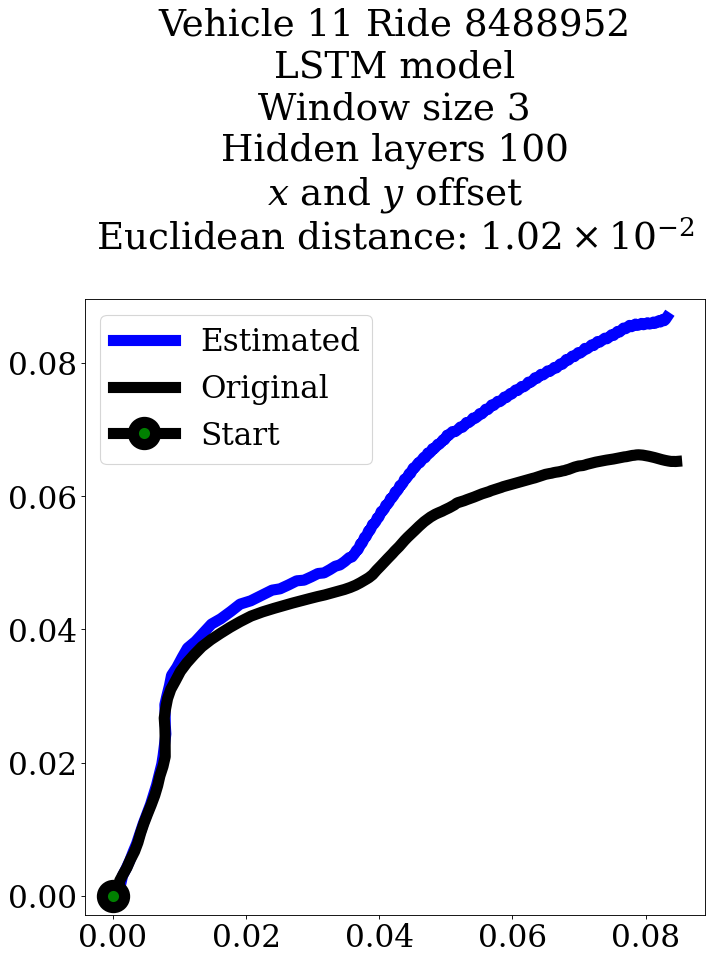 Vehicle 11 Ride 8488952
LSTM model
Window size 3
Hidden layers 100
x and y offset
Euclidean distance: 1.02 × 10⁻²
Estimated
Original
Start
0.08
0.06
0.04
0.02
0.00
0.00 0.02 0.04 0.06 0.08